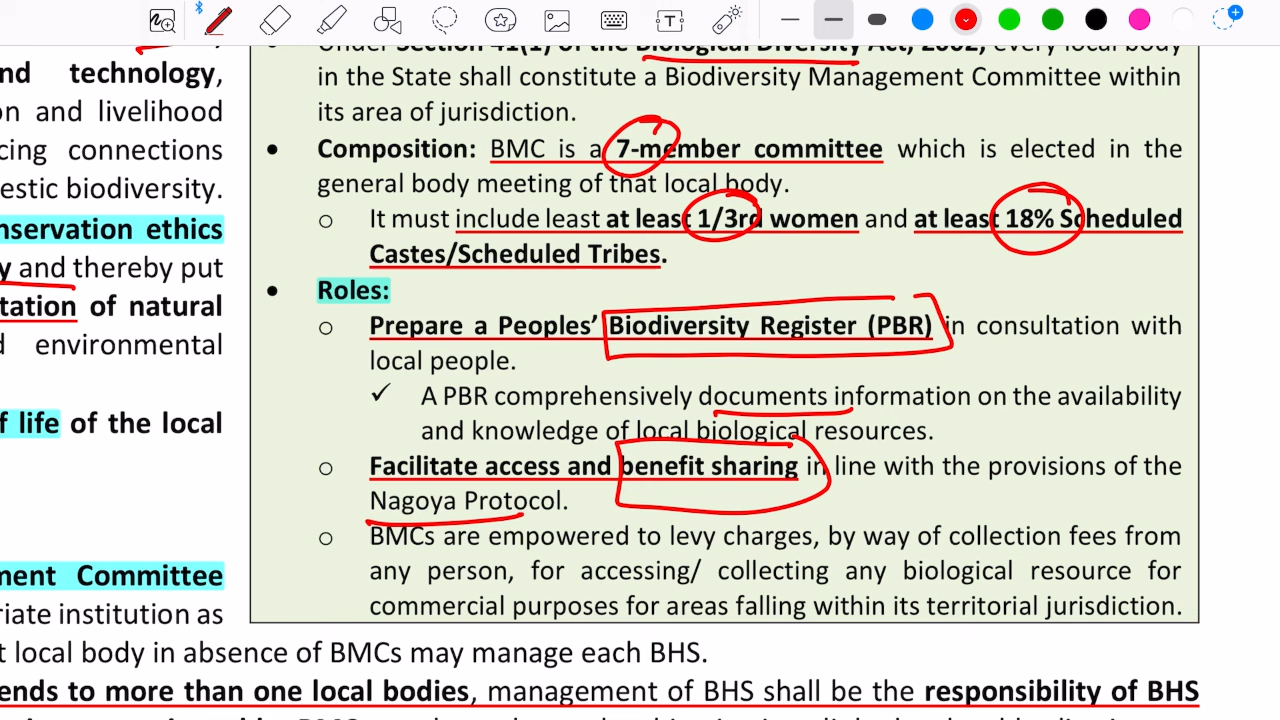 nd technology,
on and livelihood
cing connections
estic biodiversity.
nservation ethics
y and thereby put
tation of natural
d environmental
f life of the local
ment Committee
riate institution as
Under Section 41(1) of the Biological Diversity Act, 2002, every local body
in the State shall constitute a Biodiversity Management Committee within
its area of jurisdiction.
• Composition: BMC is a 7-member committee which is elected in the
general body meeting of that local body.
o It must include least at least 1/3rd women and at least 18% Scheduled
Castes/Scheduled Tribes.
• Roles:
o Prepare a Peoples’ Biodiversity Register (PBR) in consultation with
local people.
✓ A PBR comprehensively documents information on the availability
and knowledge of local biological resources.
o Facilitate access and benefit sharing in line with the provisions of the
Nagoya Protocol.
o BMCs are empowered to levy charges, by way of collection fees from
any person, for accessing/ collecting any biological resource for
commercial purposes for areas falling within its territorial jurisdiction.
t local body in absence of BMCs may manage each BHS.
ends to more than one local bodies, management of BHS shall be the responsibility of BHS